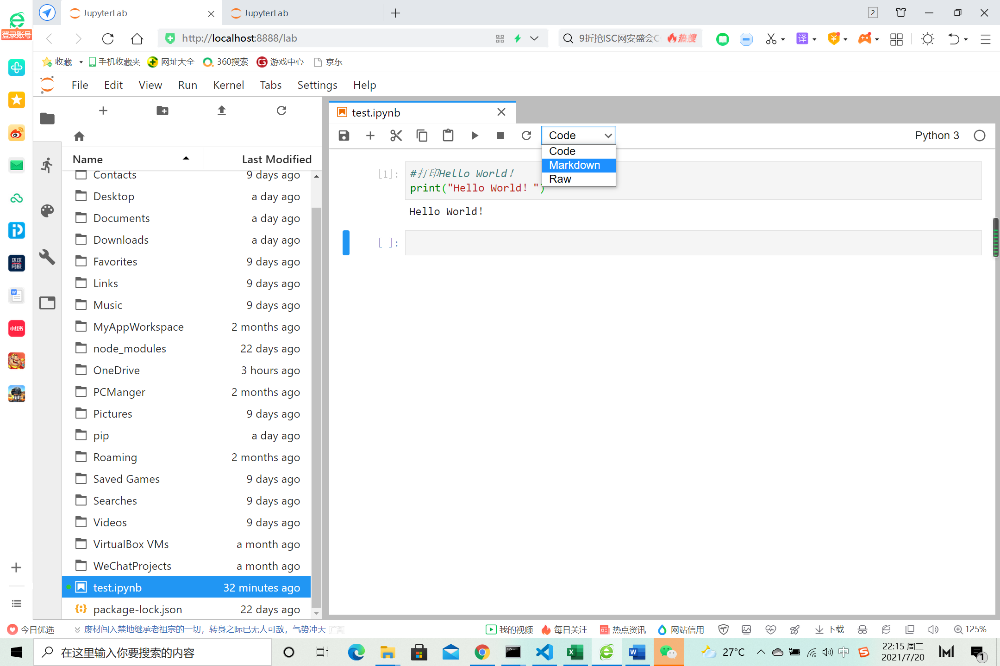 JupyterLab
JupyterLab
2
登录账号
http://localhost:8888/lab
9折抢ISC网安盛会C
热搜
译
收藏
手机收藏夹
网址大全
360搜索
游戏中心
京东
File Edit View Run Kernel Tabs Settings Help
test.ipynb
Code
Python 3
Code
Markdown
Raw
Name Last Modified
Contacts 9 days ago
Desktop a day ago
Documents a day ago
Downloads a day ago
Favorites 9 days ago
Links 9 days ago
Music 9 days ago
MyAppWorkspace 2 months ago
node_modules 22 days ago
OneDrive 3 hours ago
PCManger 2 months ago
Pictures 9 days ago
pip a day ago
Roaming 2 months ago
Saved Games 9 days ago
Searches 9 days ago
Videos 9 days ago
VirtualBox VMs a month ago
WeChatProjects a month ago
test.ipynb 32 minutes ago
package-lock.json 22 days ago
[1]:
#打印Hello World！
print("Hello World！")
Hello World！
[ ]:
环球网校
小红书
今日优选
废材闯入禁地继承老祖宗的一切，转身之际已无人可敌，气势冲天
我的视频
每日关注
热点资讯
网站信用
下载
125%
在这里输入你要搜索的内容
27°C
中
22:15 周二
2021/7/20
1